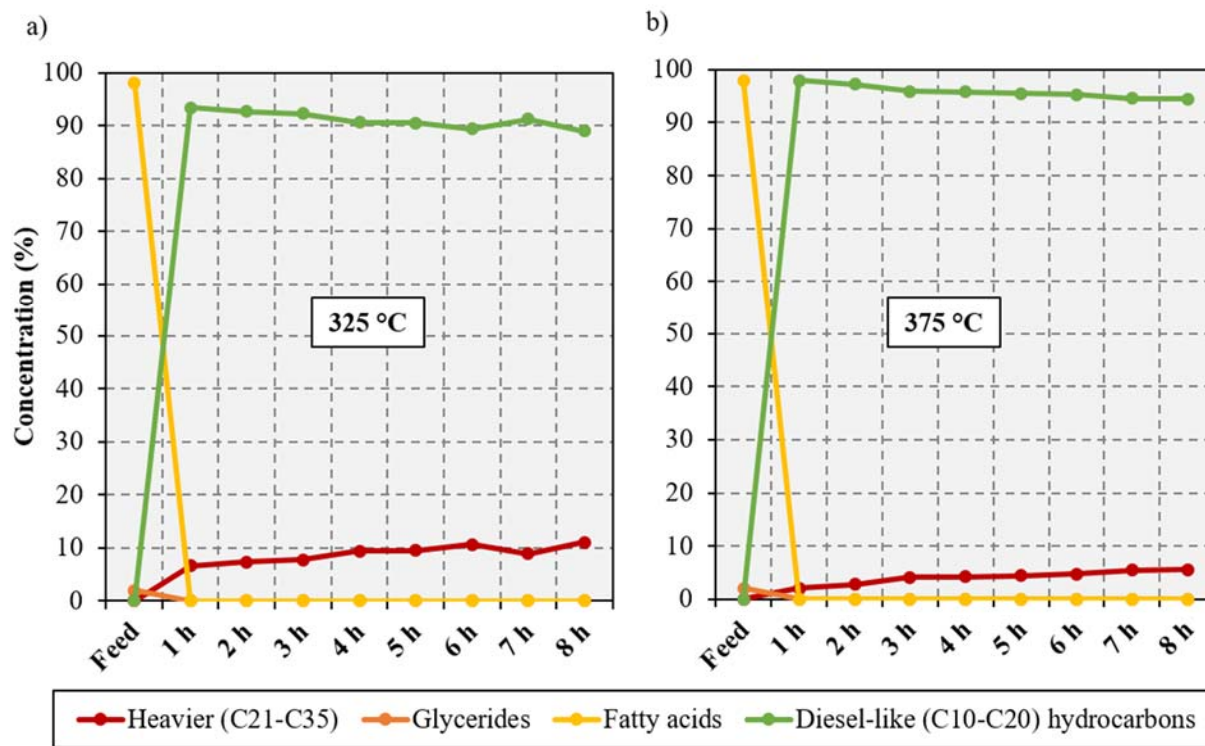 a)
Concentration (%)
100
90
80
70
60
50
40
30
20
10
0
325 °C
Feed
1 h
2 h
3 h
4 h
5 h
6 h
7 h
8 h
b)
100
90
80
70
60
50
40
30
20
10
0
375 °C
Feed
1 h
2 h
3 h
4 h
5 h
6 h
7 h
8 h
Heavier (C21-C35) Glycerides Fatty acids Diesel-like (C10-C20) hydrocarbons